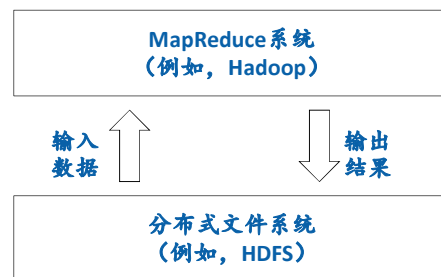 MapReduce系统
（例如，Hadoop）
输入
数据
输出
结果
分布式文件系统
（例如，HDFS）